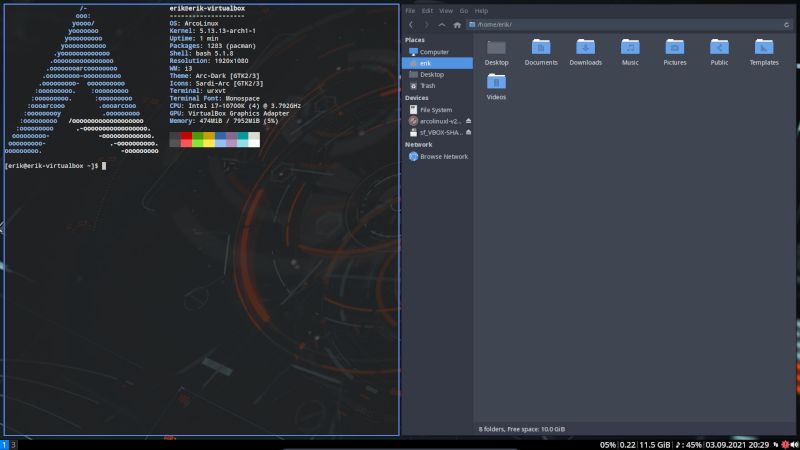 erik@erik-virtualbox
-------------------
OS: ArcoLinux
Kernel: 5.13.13-arch1-1
Uptime: 1 min
Packages: 1283 (pacman)
Shell: bash 5.1.8
Resolution: 1920x1080
WM: i3
Theme: Arc-Dark [GTK2/3]
Icons: Sardi-Arc [GTK2/3]
Terminal: urxvt
Terminal Font: Monospace
CPU: Intel i7-10700K (4) @ 3.792GHz
GPU: VirtualBox Graphics Adapter
Memory: 474MiB / 7952MiB (5%)
[erik@erik-virtualbox ~]$
File Edit View Go Help
/home/erik/
Places
Computer
erik
Desktop
Trash
Devices
File System
arcolinuxl-v2...
sf_VBOX-SHA...
Network
Browse Network
Desktop Documents Downloads Music Pictures Public Templates
Videos
8 folders, Free space: 10.0 GiB
1 3
05% 0.22 11.5 GiB ♪: 45% 03.09.2021 20:29